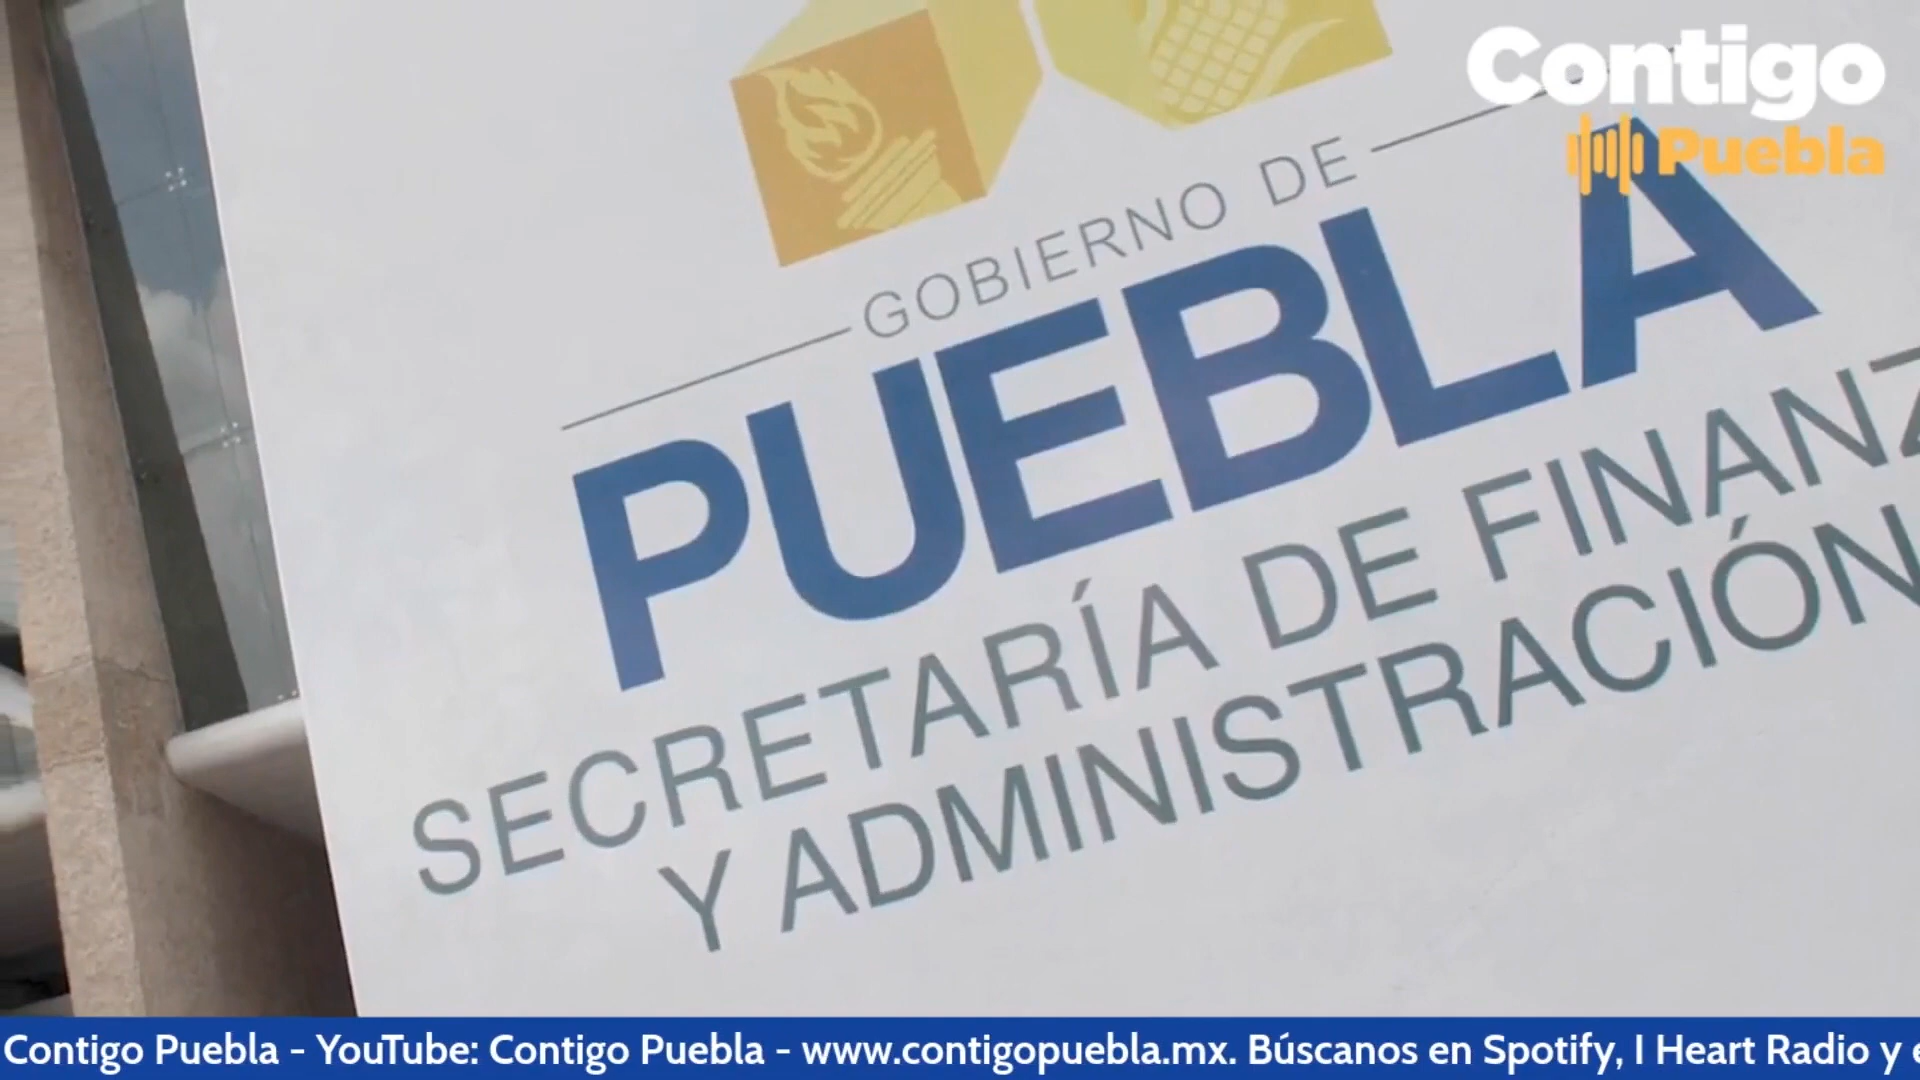 Contigo
Puebla
GOBIERNO DE
PUEBLA
SECRETARÍA DE FINANZ
Y ADMINISTRACIÓN
Contigo Puebla - YouTube: Contigo Puebla - www.contigopuebla.mx. Búscanos en Spotify, I Heart Radio y